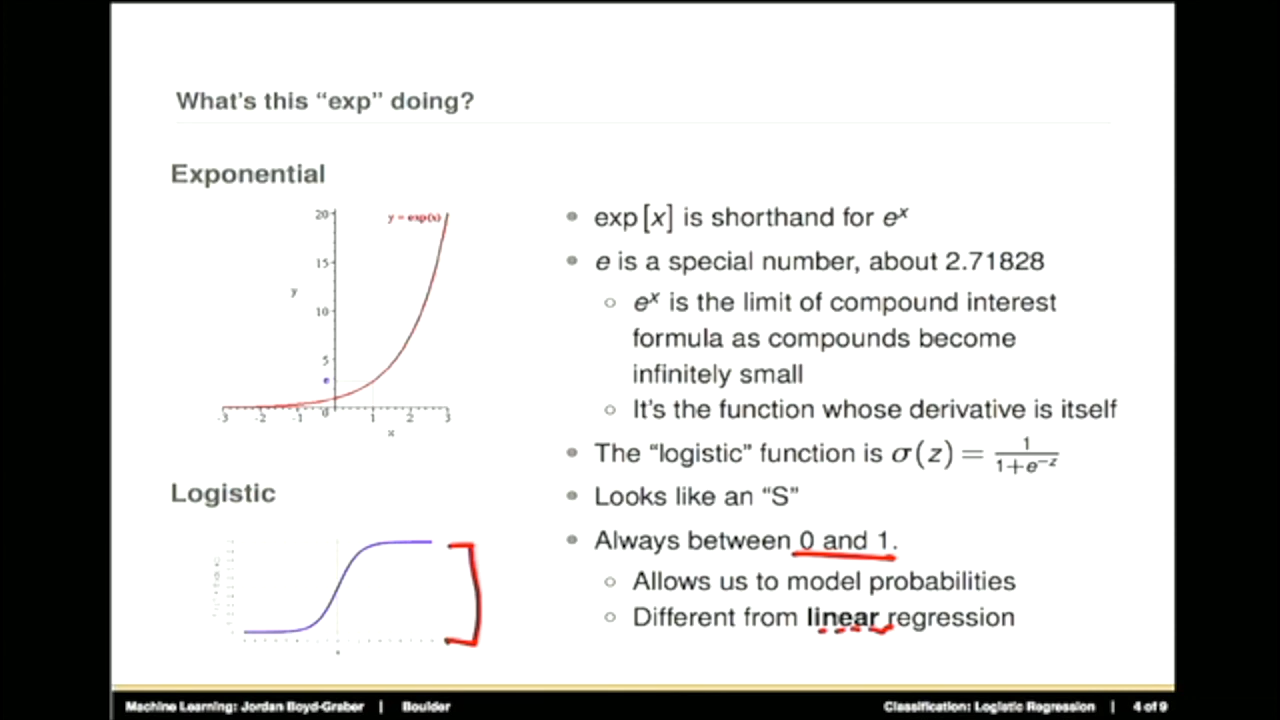 What's this “exp” doing?
Exponential
20
y = exp(x)
15
y
10
5
e
-3 -2 -1 0 1 2 3
x
• exp[x] is shorthand for eˣ
• e is a special number, about 2.71828
○ eˣ is the limit of compound interest
formula as compounds become
infinitely small
○ It's the function whose derivative is itself
• The “logistic” function is σ(z) = 1/(1+e⁻ᶻ)
• Looks like an “S”
• Always between 0 and 1.
○ Allows us to model probabilities
○ Different from linear regression
Logistic
Machine Learning: Jordan Boyd-Graber | Boulder
Classification: Logistic Regression | 4 of 9